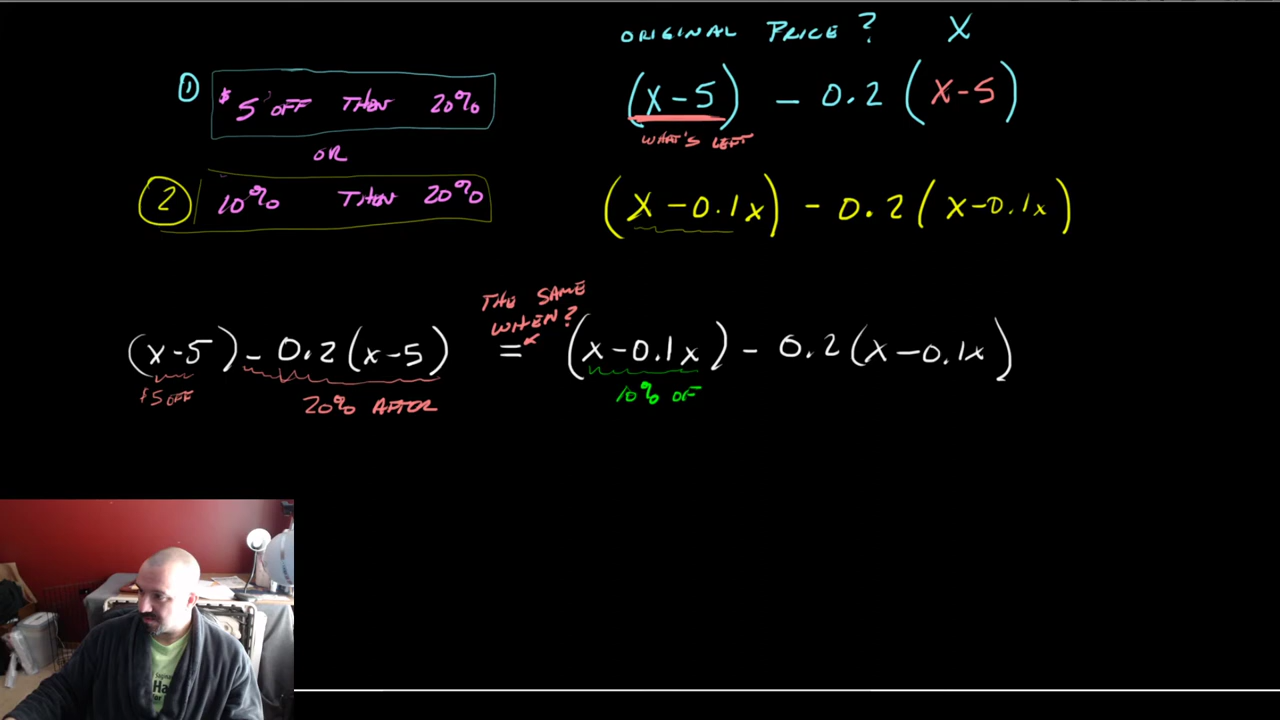 ORIGINAL PRICE? X
① $5 OFF THEN 20%
(x-5) - 0.2 (x-5)
WHAT'S LEFT
OR
② 10% THEN 20%
(x-0.1x) - 0.2(x-0.1x)
THE SAME
WHEN?
(x-5) - 0.2(x-5) = (x-0.1x) - 0.2(x-0.1x)
$5 OFF
20% AFTER
10% OF
Ha